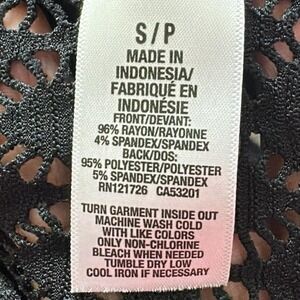 S/P
MADE IN
INDONESIA/
FABRIQUÉ EN
INDONÉSIE
FRONT/DEVANT:
96% RAYON/RAYONNE
4% SPANDEX/SPANDEX
BACK/DOS:
95% POLYESTER/POLYESTER
5% SPANDEX/SPANDEX
RN121726 CA53201
TURN GARMENT INSIDE OUT
MACHINE WASH COLD
WITH LIKE COLORS
ONLY NON-CHLORINE
BLEACH WHEN NEEDED
TUMBLE DRY LOW
COOL IRON IF NECESSARY